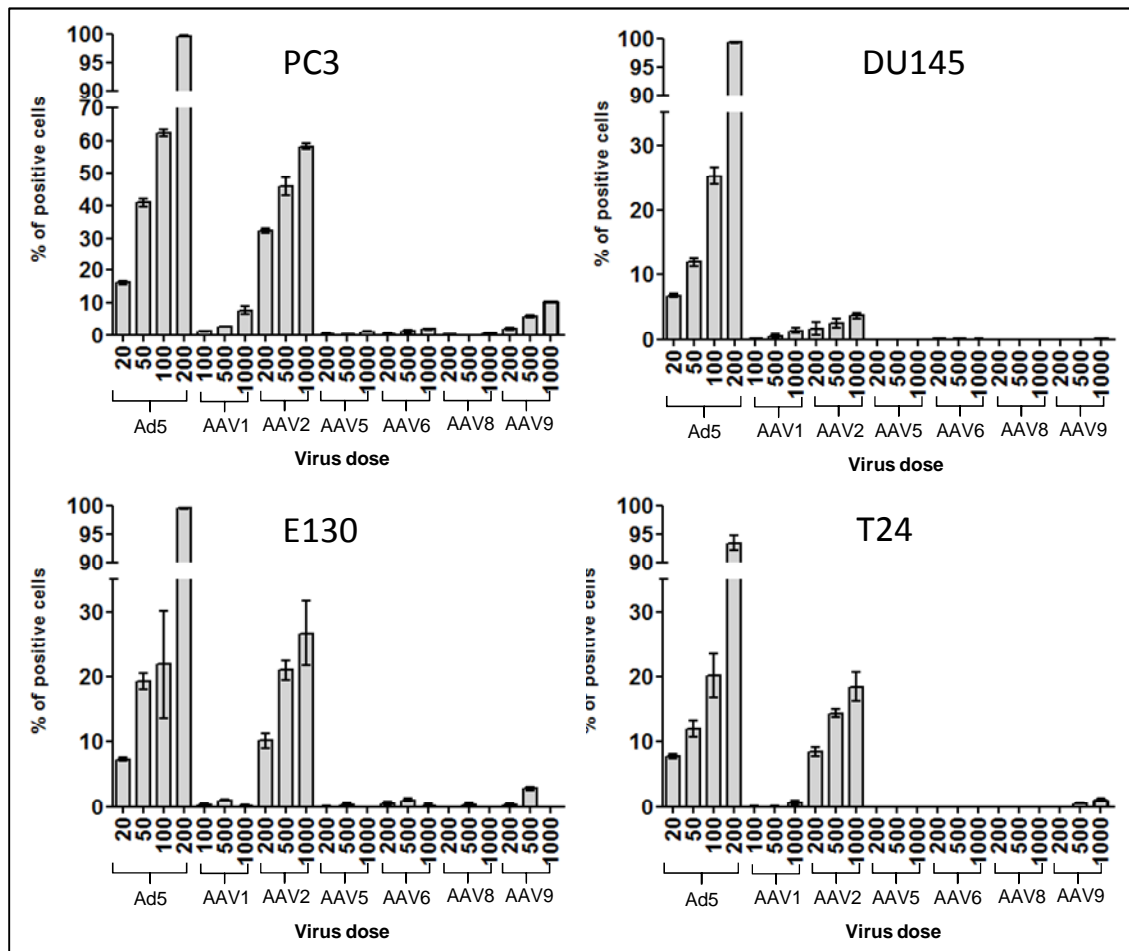 PC3
% of positive cells
100
95
90
70
60
50
40
30
20
10
0
20 50 100 200 100 500 1000 200 500 1000 200 500 1000 200 500 1000 200 500 1000 200 500 1000
Ad5 AAV1 AAV2 AAV5 AAV6 AAV8 AAV9
Virus dose
DU145
% of positive cells
100
95
90
30
20
10
0
20 50 100 200 100 500 1000 200 500 1000 200 500 1000 200 500 1000 200 500 1000 200 500 1000
Ad5 AAV1 AAV2 AAV5 AAV6 AAV8 AAV9
Virus dose
E130
% of positive cells
100
95
90
30
20
10
0
20 50 100 200 100 500 1000 200 500 1000 200 500 1000 200 500 1000 200 500 1000 200 500 1000
Ad5 AAV1 AAV2 AAV5 AAV6 AAV8 AAV9
Virus dose
T24
% of positive cells
100
95
90
30
20
10
0
20 50 100 200 100 500 1000 200 500 1000 200 500 1000 200 500 1000 200 500 1000 200 500 1000
Ad5 AAV1 AAV2 AAV5 AAV6 AAV8 AAV9
Virus dose